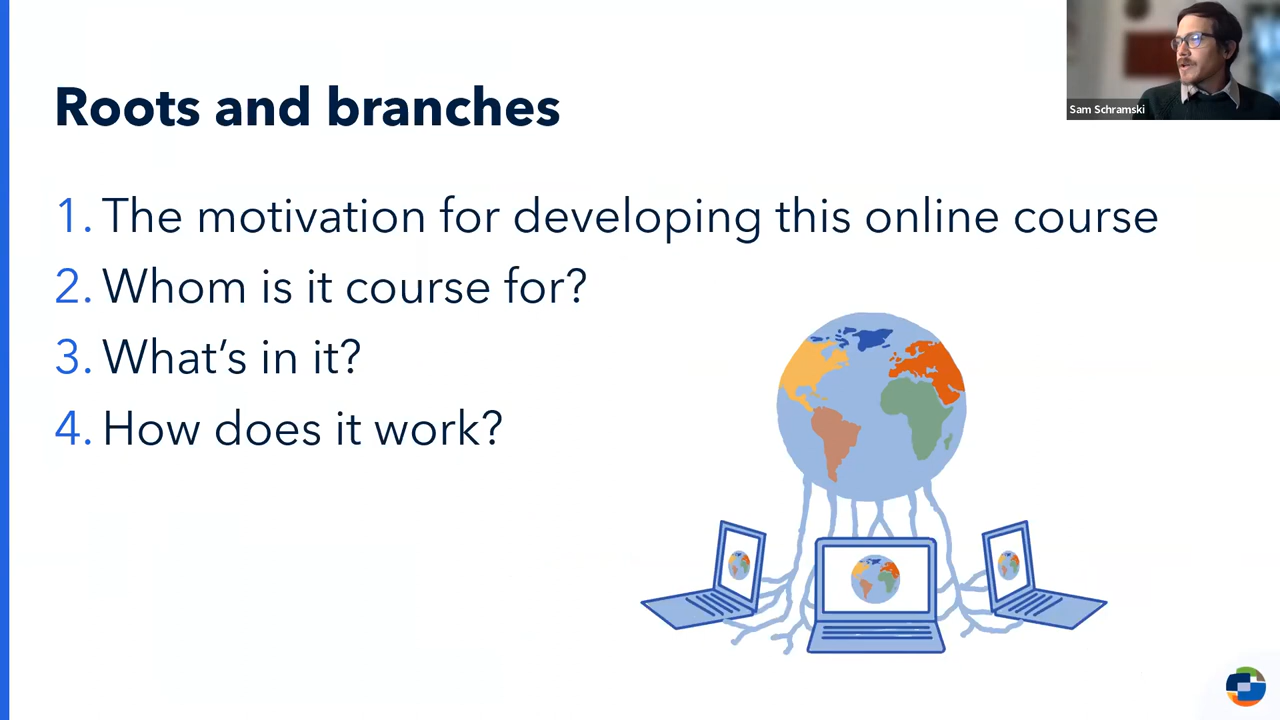 Roots and branches
1. The motivation for developing this online course
2. Whom is it course for?
3. What’s in it?
4. How does it work?
Sam Schramski